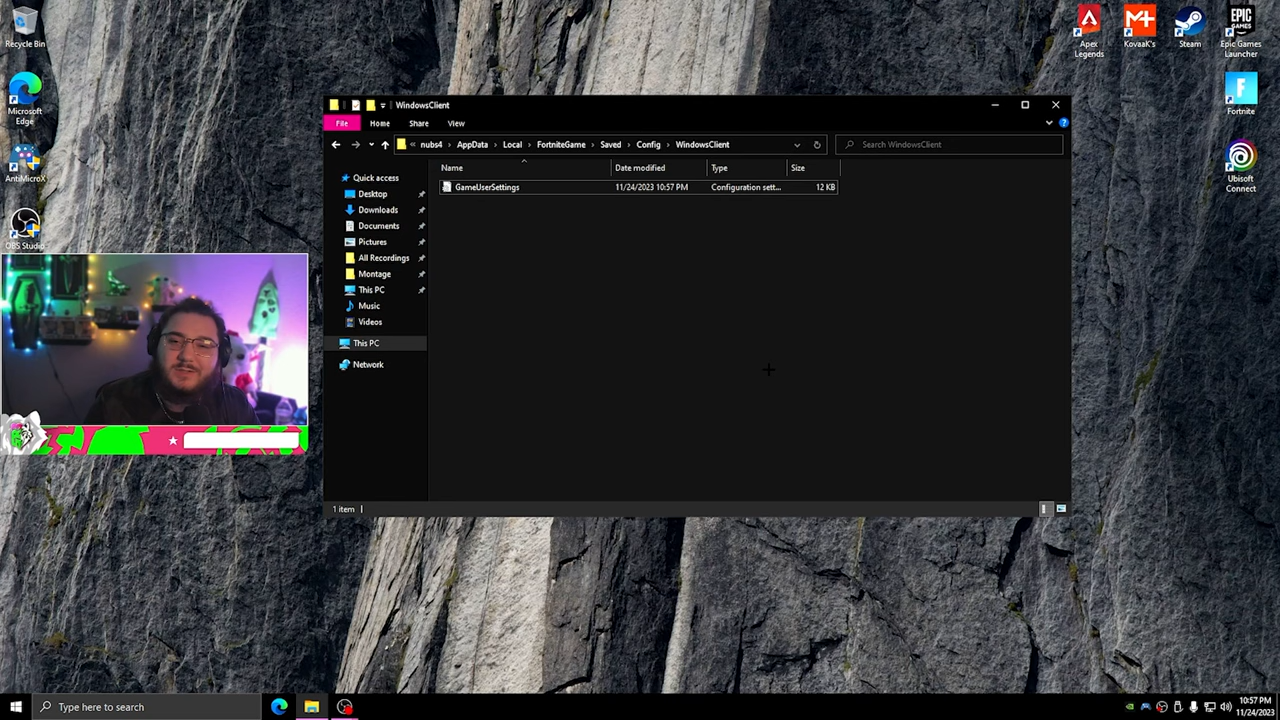 Recycle Bin
Microsoft
Edge
AntiMicroX
OBS Studio
Apex
Legends
KovaaK's
Steam
EPIC
GAMES
Epic Games
Launcher
Fortnite
Ubisoft
Connect
WindowsClient
File
Home
Share
View
« nubs4 > AppData > Local > FortniteGame > Saved > Config > WindowsClient
Search WindowsClient
Name
Date modified
Type
Size
GameUserSettings
11/24/2023 10:57 PM
Configuration sett...
12 KB
Quick access
Desktop
Downloads
Documents
Pictures
All Recordings
Montage
This PC
Music
Videos
This PC
Network
1 item
Type here to search
10:57 PM
11/24/2023